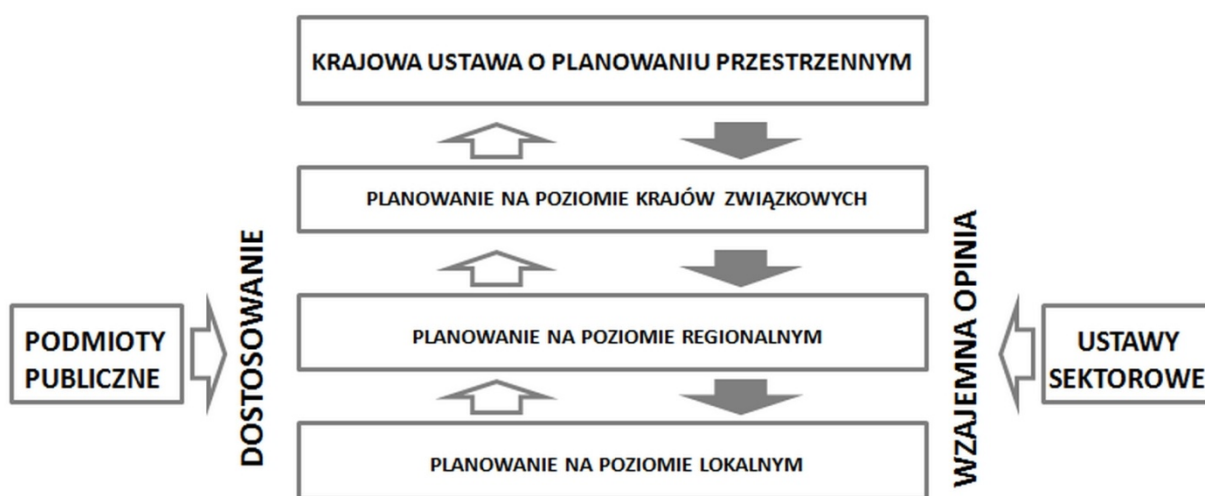 KRAJOWA USTAWA O PLANOWANIU PRZESTRZENNYM
PLANOWANIE NA POZIOMIE KRAJÓW ZWIĄZKOWYCH
PLANOWANIE NA POZIOMIE REGIONALNYM
PLANOWANIE NA POZIOMIE LOKALNYM
PODMIOTY
PUBLICZNE
DOSTOSOWANIE
WZAJEMNA OPINIA
USTAWY
SEKTOROWE